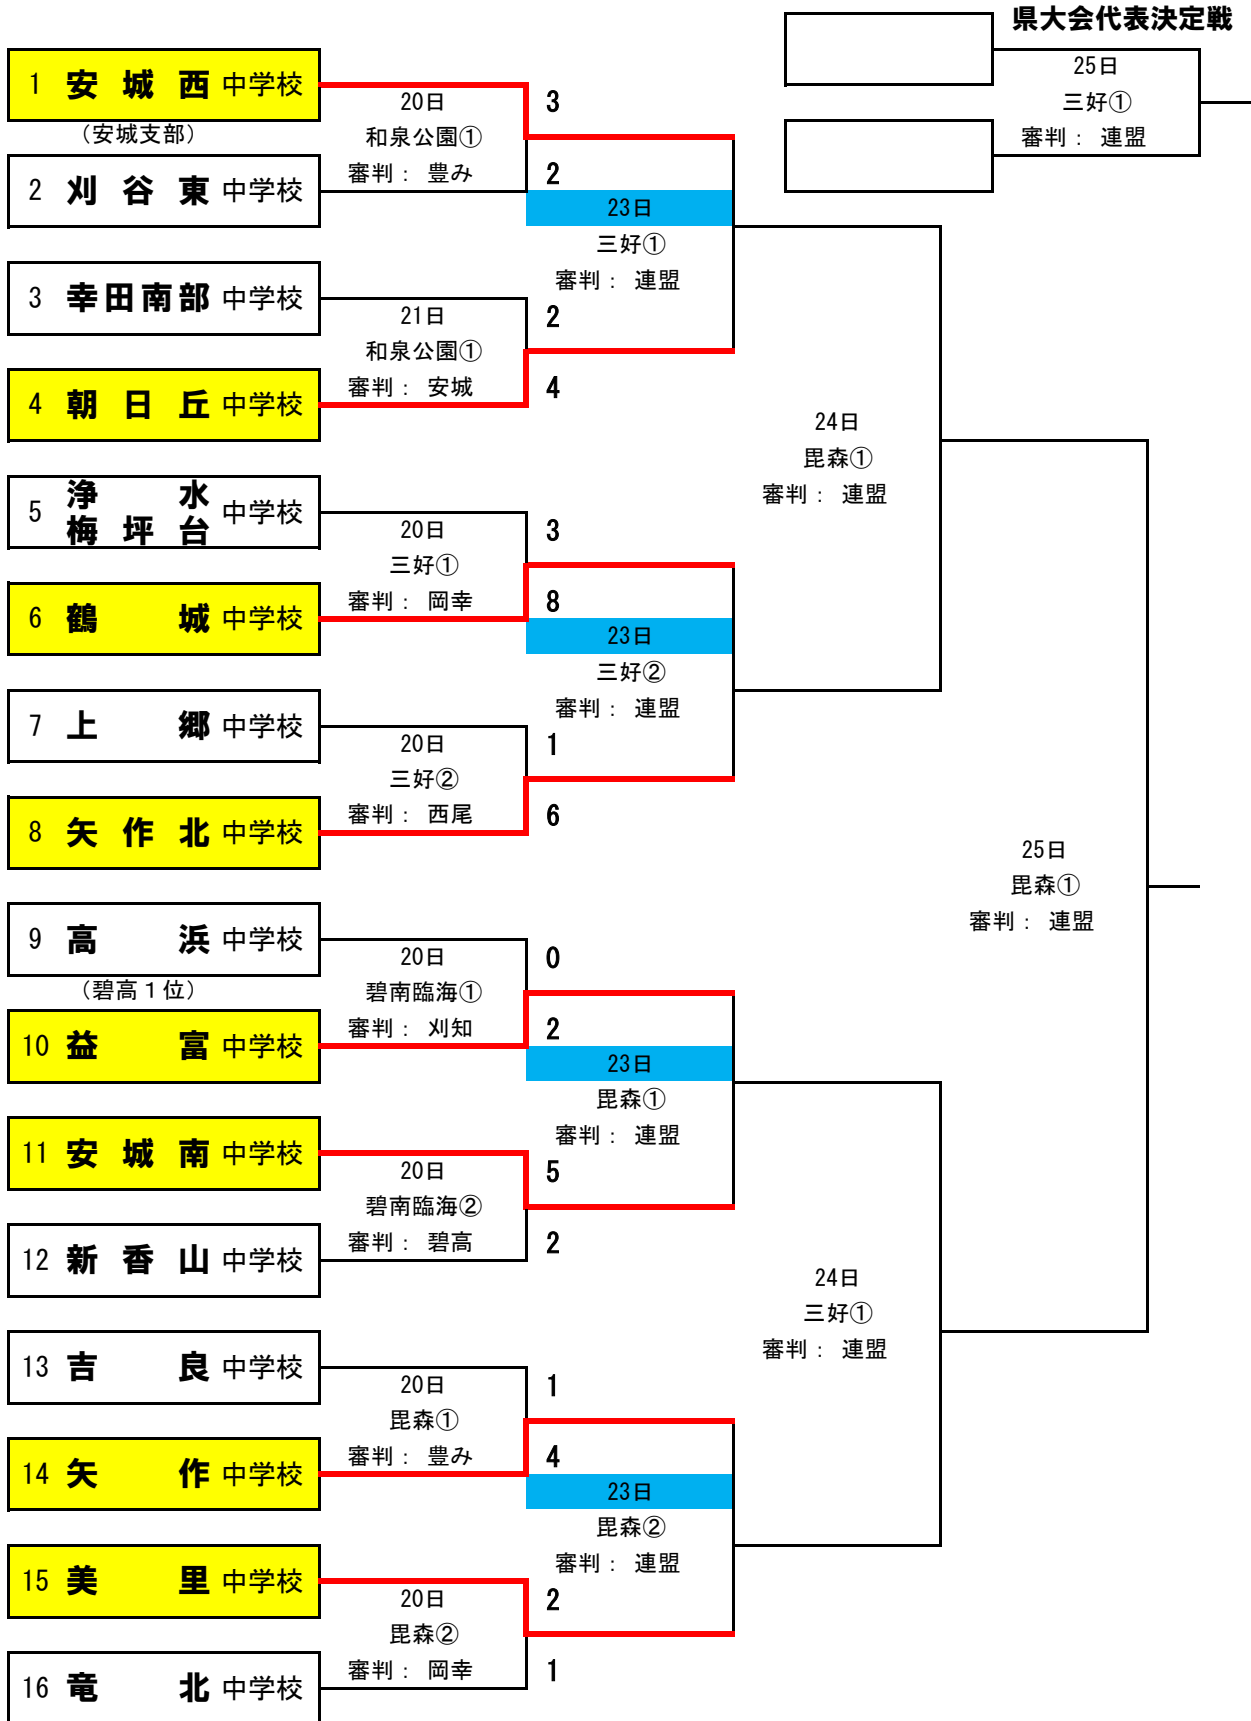 県大会代表決定戦
25日
三好①
審判： 連盟
1 安城西 中学校
（安城支部）
2 刈谷東 中学校
20日
和泉公園①
審判： 豊み
3
2
23日
三好①
審判： 連盟
3 幸田南部 中学校
4 朝日丘 中学校
21日
和泉公園①
審判： 安城
2
4
24日
毘森①
審判： 連盟
5 浄水 中学校
梅坪台
6 鶴城 中学校
20日
三好①
審判： 岡幸
3
8
23日
三好②
審判： 連盟
7 上郷 中学校
8 矢作北 中学校
20日
三好②
審判： 西尾
1
6
25日
毘森①
審判： 連盟
9 高浜 中学校
（碧高１位）
10 益富 中学校
20日
碧南臨海①
審判： 刈知
0
2
23日
毘森①
審判： 連盟
11 安城南 中学校
12 新香山 中学校
20日
碧南臨海②
審判： 碧高
5
2
24日
三好①
審判： 連盟
13 吉良 中学校
14 矢作 中学校
20日
毘森①
審判： 豊み
1
4
23日
毘森②
審判： 連盟
15 美里 中学校
16 竜北 中学校
20日
毘森②
審判： 岡幸
2
1